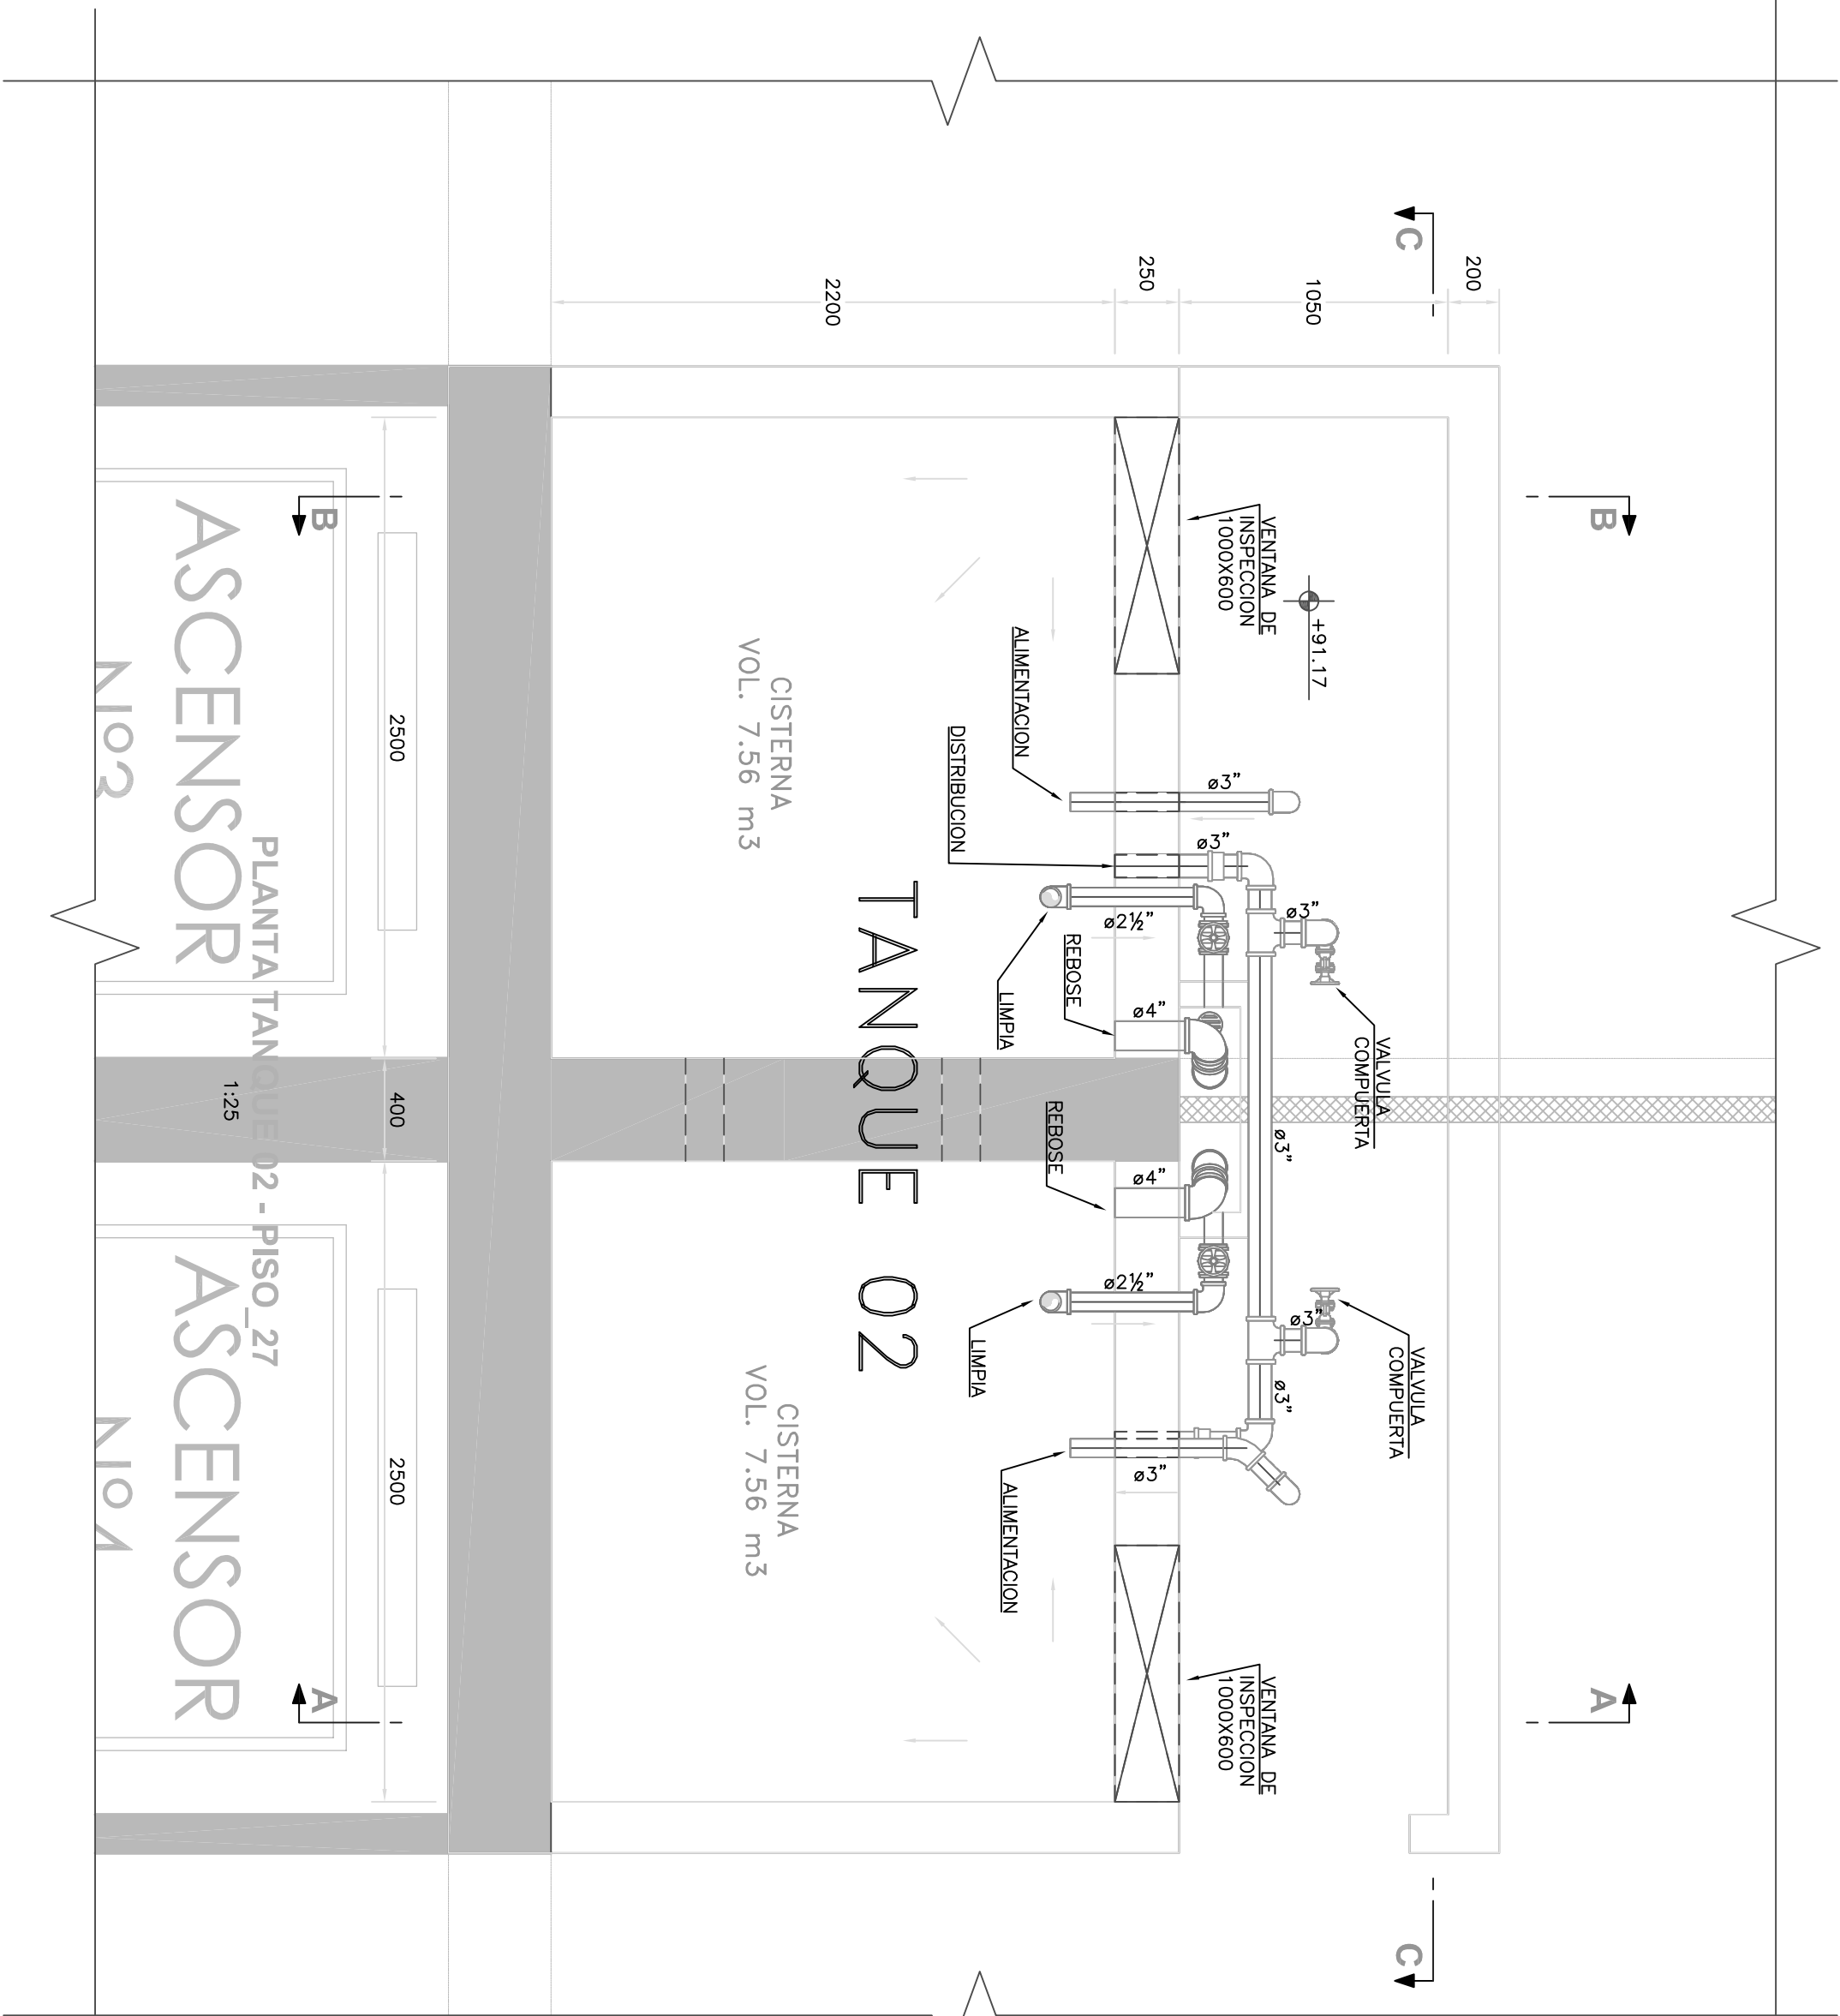 B
A
200
C
C
1050
VALVULA
COMPUERTA
VALVULA
COMPUERTA
+91.17
ø3"
ø3"
ø3"
ø3"
VENTANA DE
INSPECCION
1000X600
VENTANA DE
INSPECCION
1000X600
ø3"
ø3"
250
ø2½"
ø4"
ø4"
ø2½"
ø3"
REBOSE
REBOSE
ALIMENTACION
LIMPIA
LIMPIA
ALIMENTACION
DISTRIBUCION
TANQUE 02
2200
CISTERNA
VOL. 7.56 m3
CISTERNA
VOL. 7.56 m3
2500
400
2500
B
A
PLANTA TANQUE 02 - PISO_27
1:25
ASCENSOR
N°3
ASCENSOR
N°4